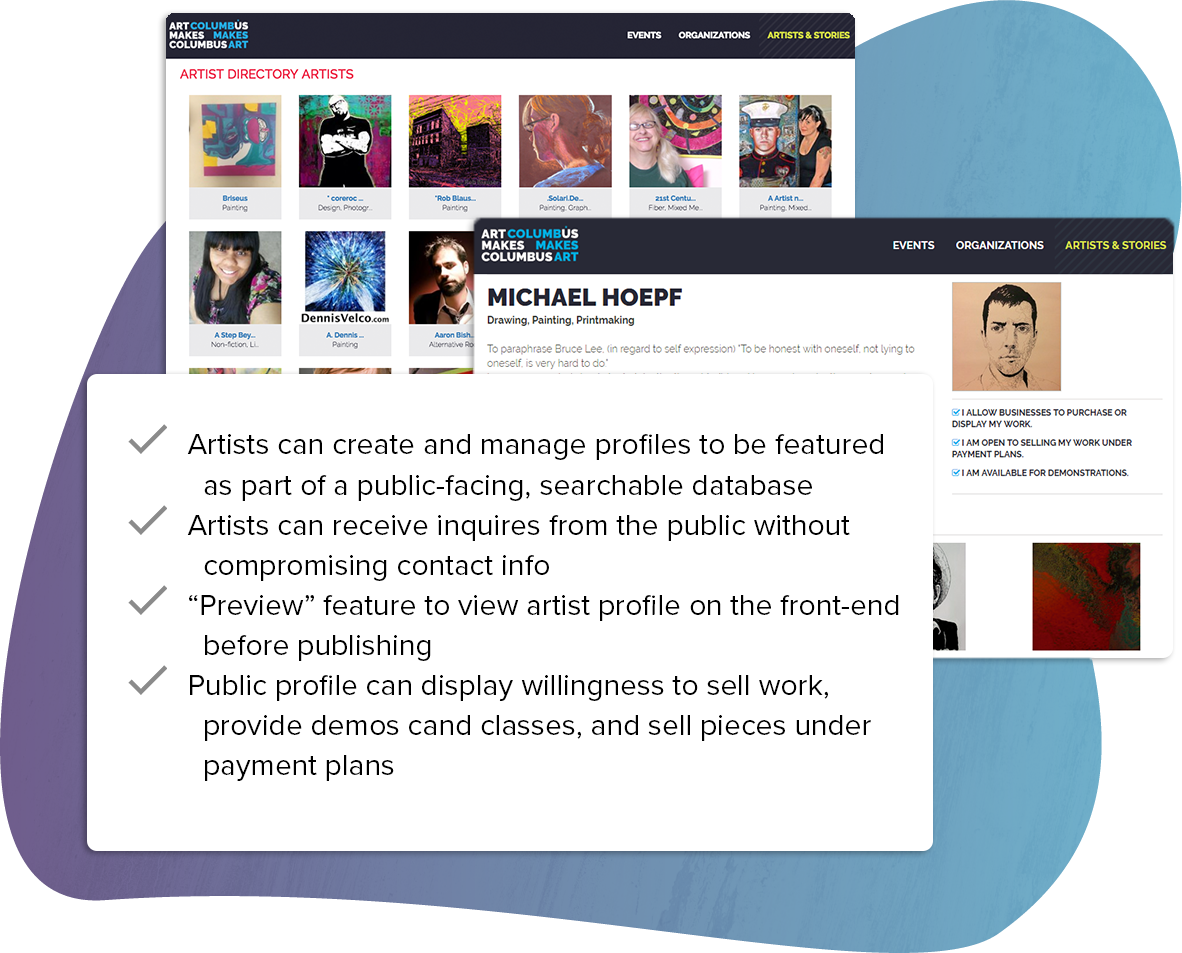 ART COLUMBUS
MAKES MAKES
COLUMBUS ART
EVENTS ORGANIZATIONS ARTISTS & STORIES
ARTIST DIRECTORY ARTISTS
Briseus
Painting
" coreroc ...
Design, Photogr...
"Rob Blaus...
Painting
.Solari.De...
Painting, Graph...
21st Centu...
Fiber, Mixed Me...
A Artist n...
Painting, Mixed...
DennisVelco.com
A Step Bey...
Non-fiction, Li...
A. Dennis ...
Painting
Aaron Bish...
Alternative Ro
ART COLUMBUS
MAKES MAKES
COLUMBUS ART
EVENTS ORGANIZATIONS ARTISTS & STORIES
MICHAEL HOEPF
Drawing, Painting, Printmaking
To paraphrase Bruce Lee, (in regard to self expression) "To be honest with oneself, not lying to
oneself, is very hard to do"
I ALLOW BUSINESSES TO PURCHASE OR
DISPLAY MY WORK.
I AM OPEN TO SELLING MY WORK UNDER
PAYMENT PLANS.
I AM AVAILABLE FOR DEMONSTRATIONS.
Artists can create and manage profiles to be featured
as part of a public-facing, searchable database
Artists can receive inquires from the public without
compromising contact info
“Preview” feature to view artist profile on the front-end
before publishing
Public profile can display willingness to sell work,
provide demos cand classes, and sell pieces under
payment plans